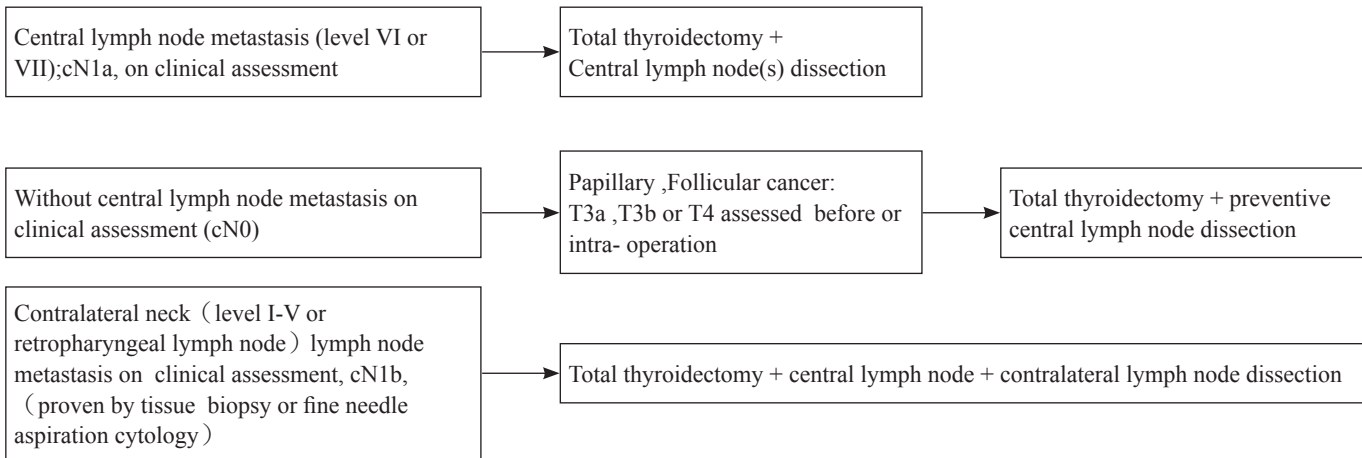 Central lymph node metastasis (level VI or
VII);cN1a, on clinical assessment
Total thyroidectomy +
Central lymph node(s) dissection
Without central lymph node metastasis on
clinical assessment (cN0)
Papillary ,Follicular cancer:
T3a ,T3b or T4 assessed  before or
intra- operation
Total thyroidectomy + preventive
central lymph node dissection
Contralateral neck（level I-V or
retropharyngeal lymph node）lymph node
metastasis on  clinical assessment, cN1b,
（proven by tissue  biopsy or fine needle
aspiration cytology）
Total thyroidectomy + central lymph node + contralateral lymph node dissection